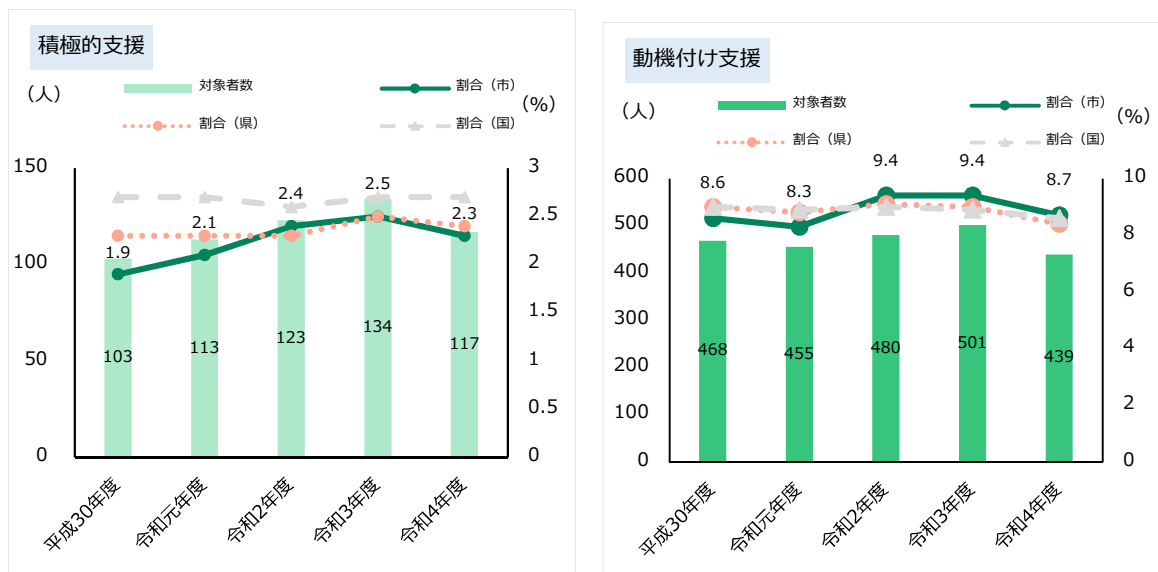 積極的支援
(人)
対象者数
割合（市）
(%)
割合（県）
割合（国）
150
100
50
0
3
2.5
2
1.5
1
0.5
0
1.9
2.1
2.4
2.5
2.3
103
113
123
134
117
平成30年度
令和元年度
令和2年度
令和3年度
令和4年度
動機付け支援
(人)
対象者数
割合（市）
(%)
割合（県）
割合（国）
600
500
400
300
200
100
0
10
8
6
4
2
0
8.6
8.3
9.4
9.4
8.7
468
455
480
501
439
平成30年度
令和元年度
令和2年度
令和3年度
令和4年度